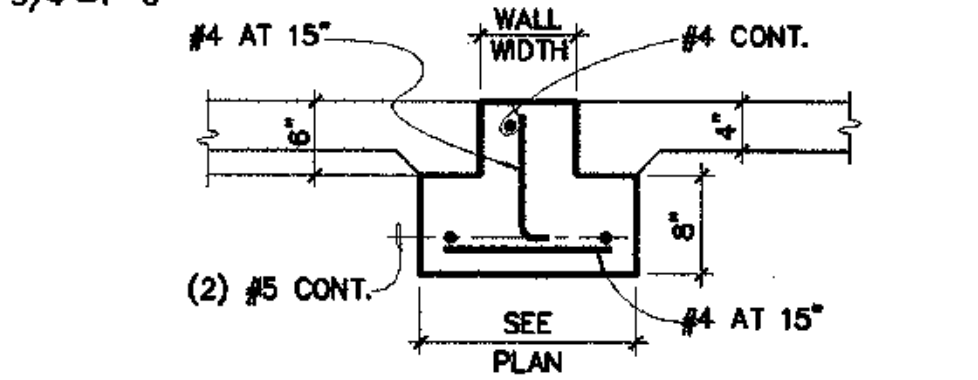 #4 AT 15"
WALL
WIDTH
#4 CONT.
6"
4"
8"
(2) #5 CONT.
SEE
PLAN
#4 AT 15"